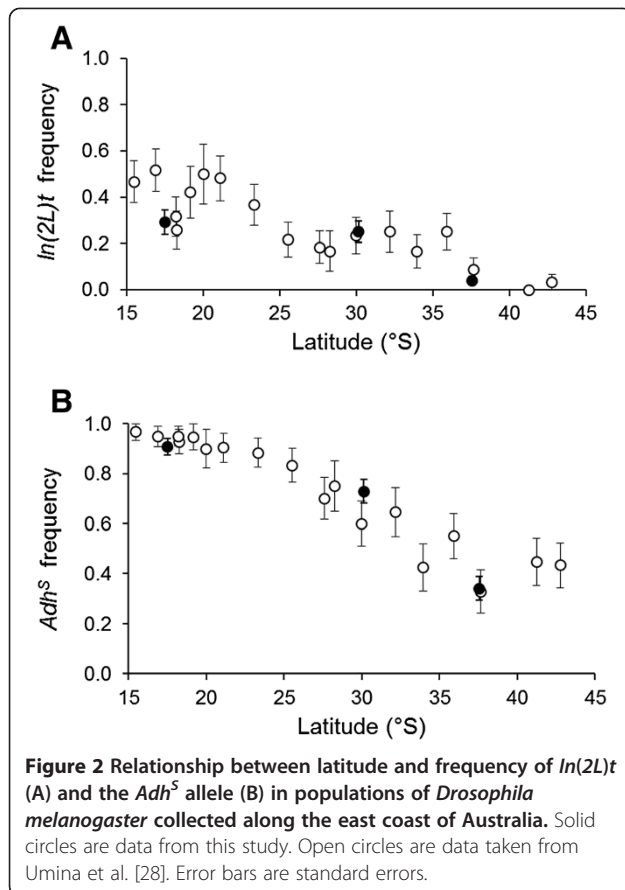 A
In(2L)t frequency
1.0
0.8
0.6
0.4
0.2
0.0
15 20 25 30 35 40 45
Latitude (°S)
B
Adh^S frequency
1.0
0.8
0.6
0.4
0.2
0.0
15 20 25 30 35 40 45
Latitude (°S)
Figure 2 Relationship between latitude and frequency of In(2L)t
(A) and the Adh^S allele (B) in populations of Drosophila
melanogaster collected along the east coast of Australia. Solid
circles are data from this study. Open circles are data taken from
Umina et al. [28]. Error bars are standard errors.